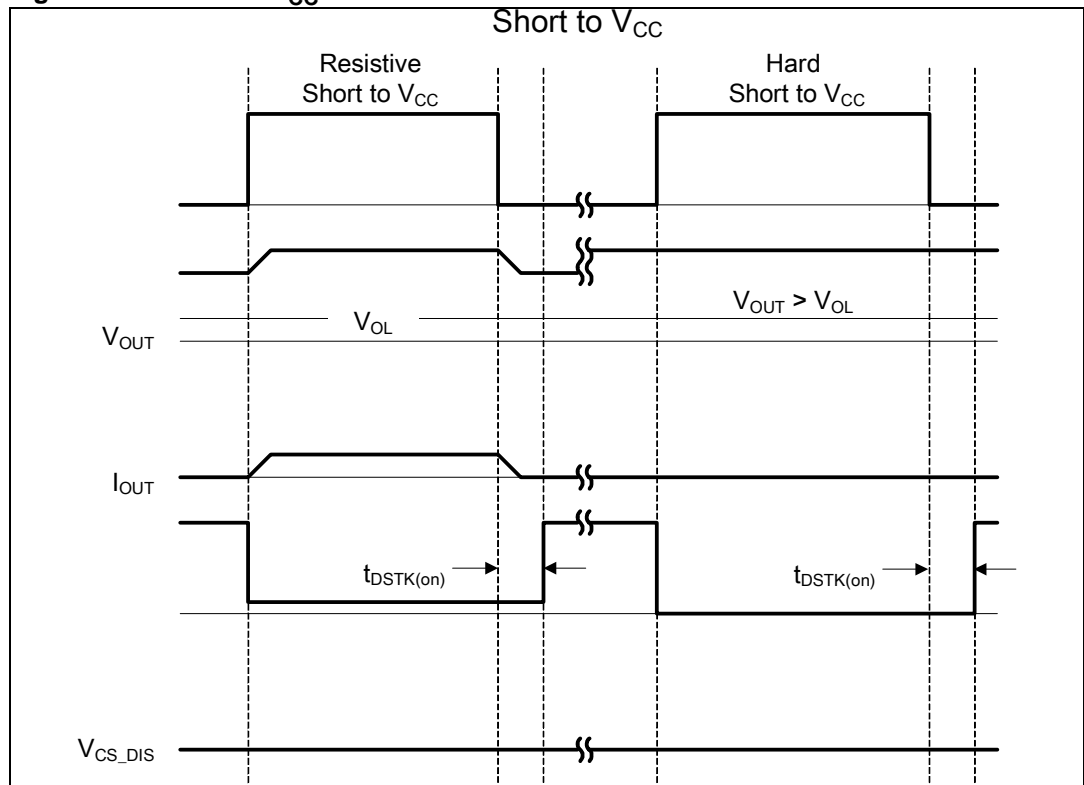 Short to VCC
Resistive
Short to VCC
Hard
Short to VCC
VOUT > VOL
VOL
VOUT
IOUT
tDSTK(on)
tDSTK(on)
VCS_DIS